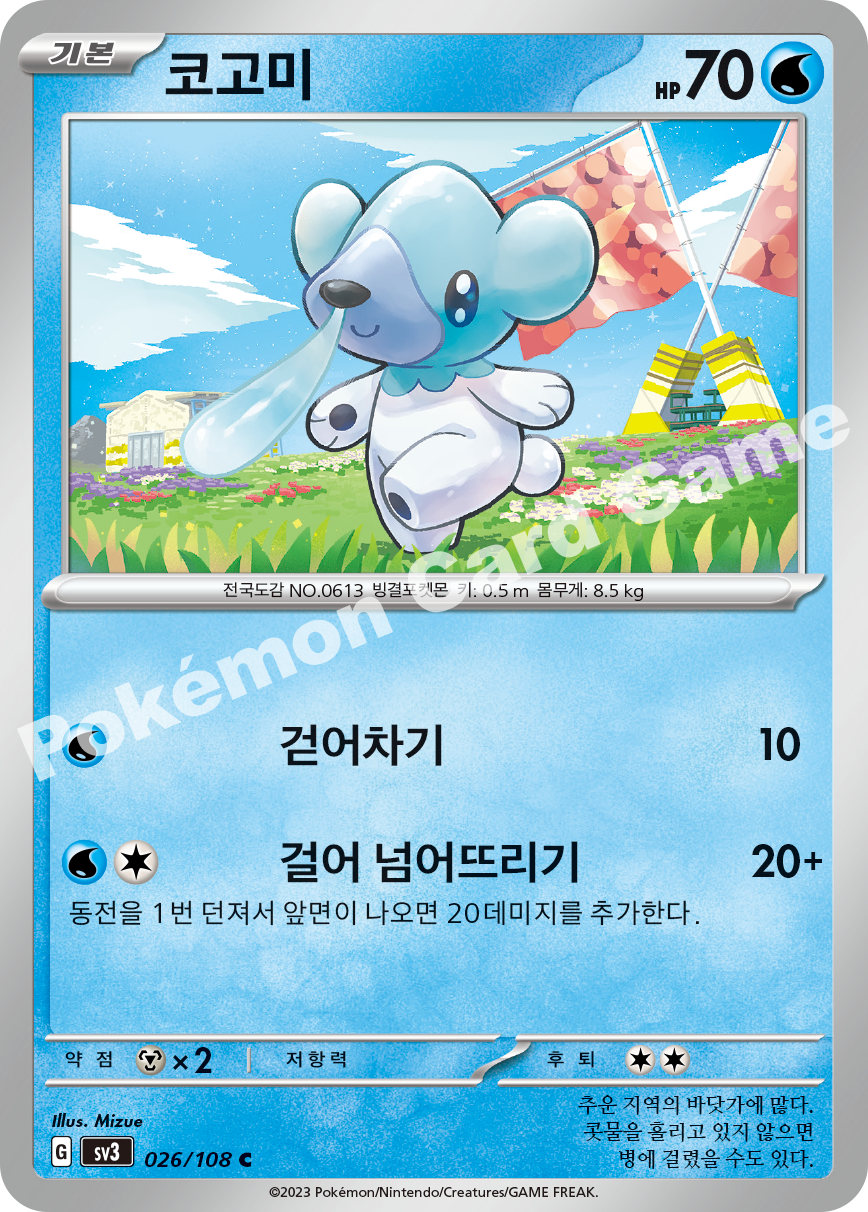 기본
코고미
HP 70
전국도감 NO.0613 빙결포켓몬 키: 0.5 m 몸무게: 8.5 kg
걷어차기 10
걸어 넘어뜨리기 20+
동전을 1번 던져서 앞면이 나오면 20데미지를 추가한다.
약점 ×2 저항력 후퇴
추운 지역의 바닷가에 많다.
콧물을 흘리고 있지 않으면
병에 걸렸을 수도 있다.
Illus. Mizue
G sv3 026/108 C
©2023 Pokémon/Nintendo/Creatures/GAME FREAK.
Pokémon Card Game